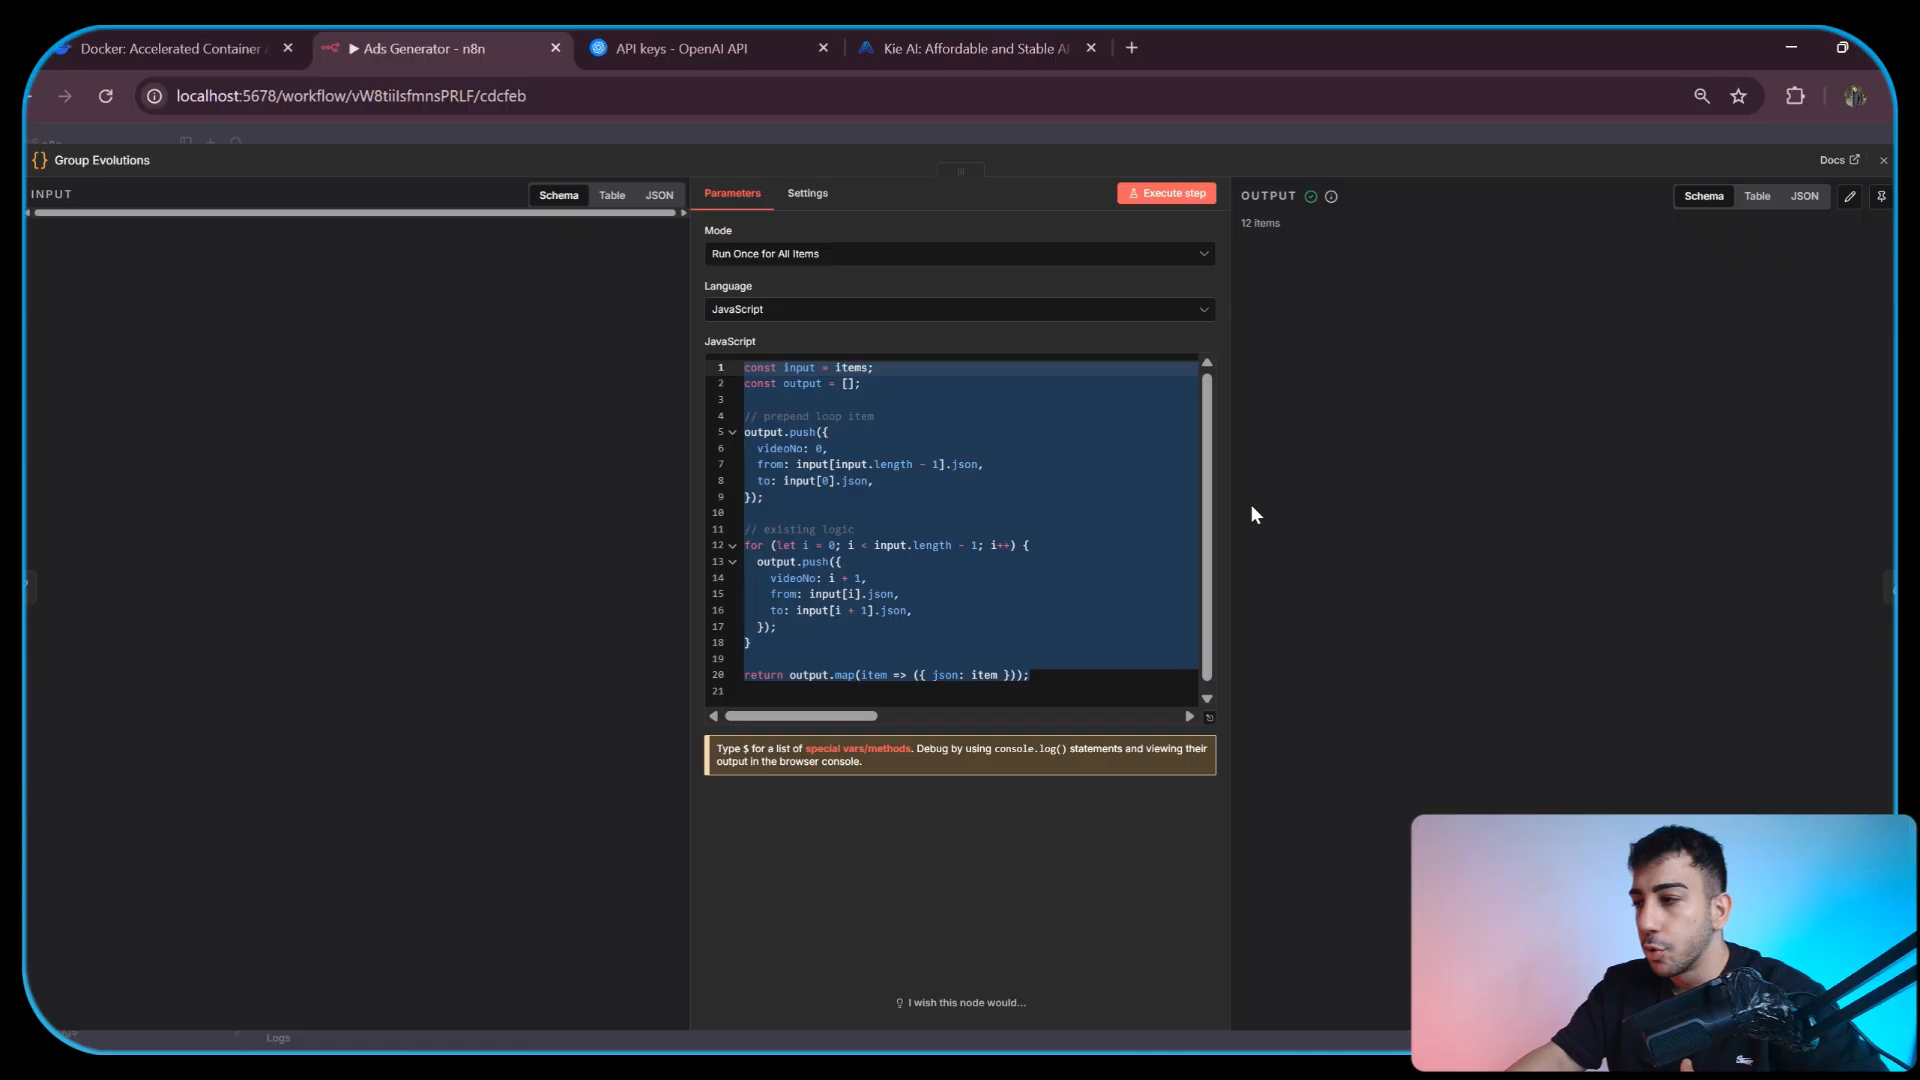 Docker: Accelerated Container
Ads Generator - n8n
API keys - OpenAI API
Kie AI: Affordable and Stable AI
localhost:5678/workflow/vW8tiiIsfmnsPRLF/cdcfeb
{} Group Evolutions
Docs
INPUT
Schema
Table
JSON
Parameters
Settings
Execute step
OUTPUT
Schema
Table
JSON
12 items
Mode
Run Once for All Items
Language
JavaScript
JavaScript
1 const input = items;
2 const output = [];
3
4 // prepend loop item
5 output.push({
6 videoNo: 0,
7 from: input[input.length - 1].json,
8 to: input[0].json,
9 });
10
11 // existing logic
12 for (let i = 0; i < input.length - 1; i++) {
13 output.push({
14 videoNo: i + 1,
15 from: input[i].json,
16 to: input[i + 1].json,
17 });
18 }
19
20 return output.map(item => ({ json: item }));
21
Type $ for a list of special vars/methods. Debug by using console.log() statements and viewing their
output in the browser console.
I wish this node would...
Logs